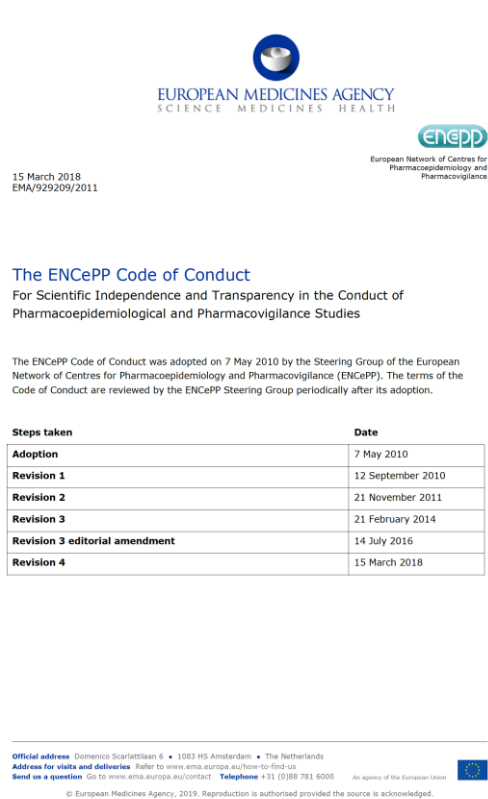 EUROPEAN MEDICINES AGENCY
SCIENCE MEDICINES HEALTH
ENCePP
European Network of Centres for
Pharmacoepidemiology and
Pharmacovigilance
15 March 2018
EMA/929209/2011
The ENCePP Code of Conduct
For Scientific Independence and Transparency in the Conduct of
Pharmacoepidemiological and Pharmacovigilance Studies
The ENCePP Code of Conduct was adopted on 7 May 2010 by the Steering Group of the European
Network of Centres for Pharmacoepidemiology and Pharmacovigilance (ENCePP). The terms of the
Code of Conduct are reviewed by the ENCePP Steering Group periodically after its adoption.
Steps taken Date
Adoption 7 May 2010
Revision 1 12 September 2010
Revision 2 21 November 2011
Revision 3 21 February 2014
Revision 3 editorial amendment 14 July 2016
Revision 4 15 March 2018
Official address Domenico Scarlattilaan 6 • 1083 HS Amsterdam • The Netherlands
Address for visits and deliveries Refer to www.ema.europa.eu/how-to-find-us
Send us a question Go to www.ema.europa.eu/contact Telephone +31 (0)88 781 6000 An agency of the European Union
© European Medicines Agency, 2019. Reproduction is authorised provided the source is acknowledged.